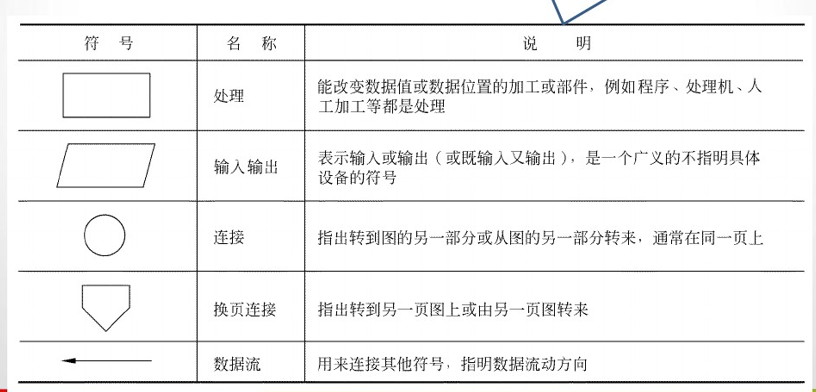 符 号 名 称 说 明
处理 能改变数据值或数据位置的加工或部件，例如程序、处理机、人
工加工等都是处理
输入输出 表示输入或输出（或既输入又输出），是一个广义的不指明具体
设备的符号
连接 指出转到图的另一部分或从图的另一部分转来，通常在同一页上
换页连接 指出转到另一页图上或由另一页图转来
数据流 用来连接其他符号，指明数据流动方向